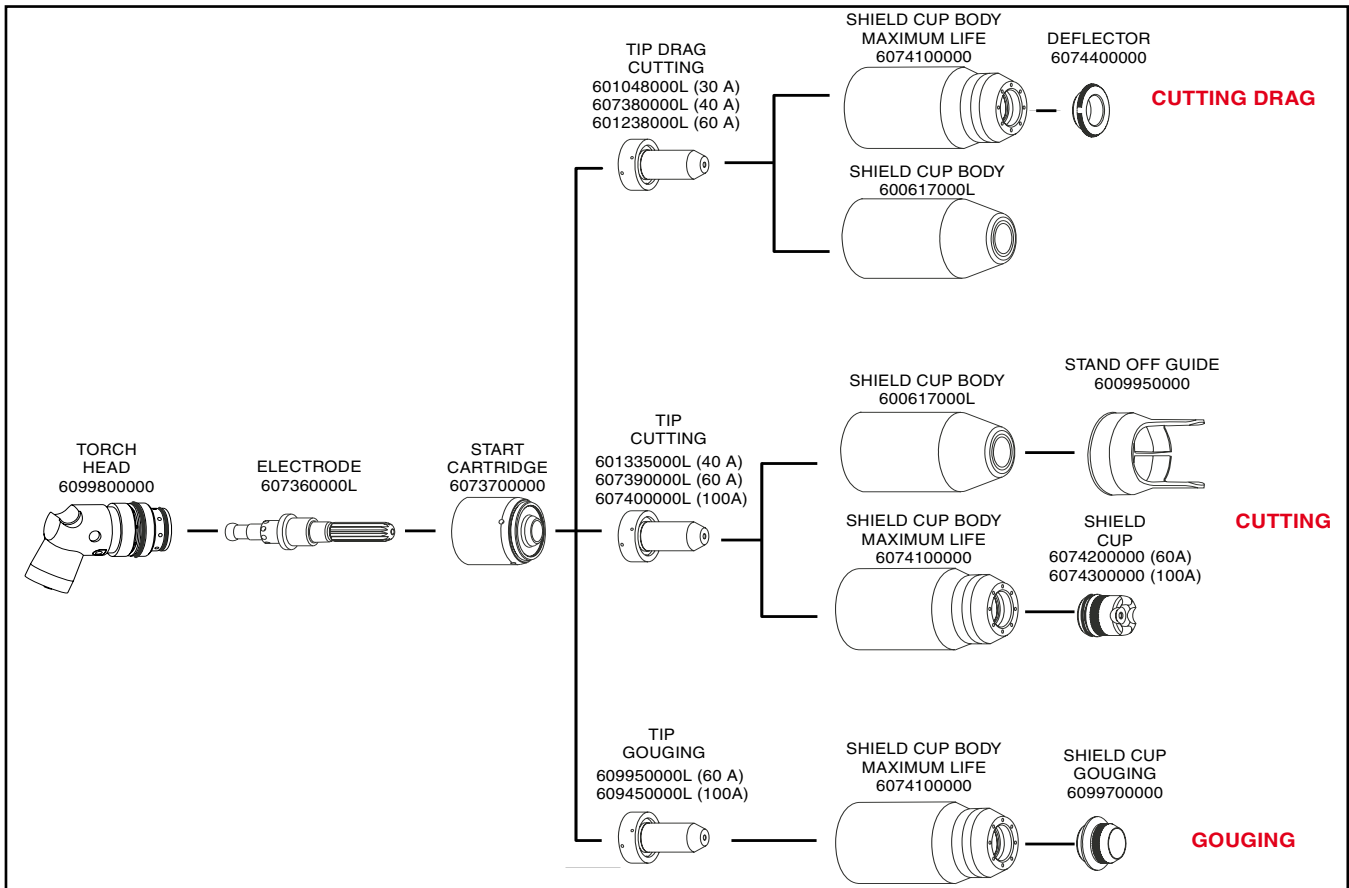 TORCH
HEAD
6099800000
ELECTRODE
607360000L
START
CARTRIDGE
6073700000
TIP DRAG
CUTTING
601048000L (30 A)
607380000L (40 A)
601238000L (60 A)
SHIELD CUP BODY
MAXIMUM LIFE
6074100000
DEFLECTOR
6074400000
CUTTING DRAG
SHIELD CUP BODY
600617000L
TIP
CUTTING
601335000L (40 A)
607390000L (60 A)
607400000L (100A)
SHIELD CUP BODY
600617000L
STAND OFF GUIDE
6009950000
SHIELD CUP BODY
MAXIMUM LIFE
6074100000
SHIELD
CUP
6074200000 (60A)
6074300000 (100A)
CUTTING
TIP
GOUGING
609950000L (60 A)
609450000L (100A)
SHIELD CUP BODY
MAXIMUM LIFE
6074100000
SHIELD CUP
GOUGING
6099700000
GOUGING